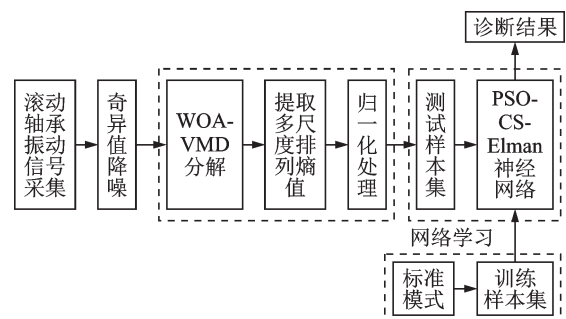 诊断结果
滚动
轴承
振动
信号
采集
奇
异
值
降
噪
WOA-
VMD
分解
提取
多尺
度排
列熵
值
归
一
化
处
理
测
试
样
本
集
PSO-
CS-
Elman
神经
网络
网络学习
标准
模式
训练
样本集